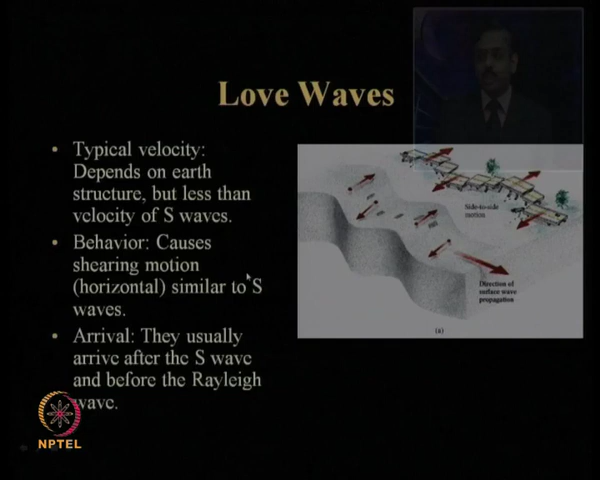 Love Waves
• Typical velocity:
Depends on earth
structure, but less than
velocity of S waves.
• Behavior: Causes
shearing motion
(horizontal) similar to S
waves.
• Arrival: They usually
arrive after the S wave
and before the Rayleigh
wave.
Side-to-side
motion
Direction of
surface wave
propagation
(a)
NPTEL